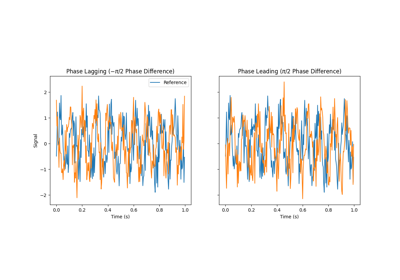 Phase Lagging (−π/2 Phase Difference)
Reference
Signal
2
1
0
−1
−2
0.0 0.2 0.4 0.6 0.8 1.0
Time (s)
Phase Leading (π/2 Phase Difference)
0.0 0.2 0.4 0.6 0.8 1.0
Time (s)